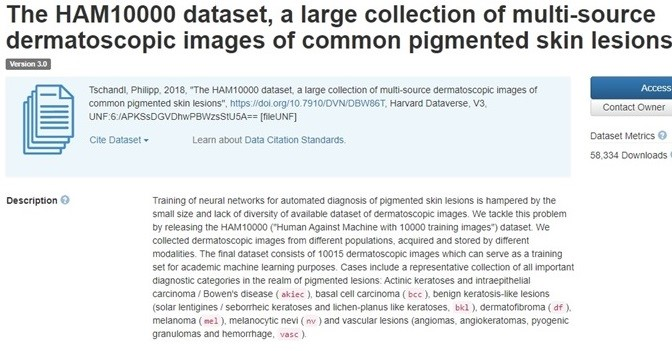 The HAM10000 dataset, a large collection of multi-source
dermatoscopic images of common pigmented skin lesions
Version 3.0
Tschandl, Philipp, 2018, "The HAM10000 dataset, a large collection of multi-source dermatoscopic images of
common pigmented skin lesions", https://doi.org/10.7910/DVN/DBW86T, Harvard Dataverse, V3,
UNF:6:/APKSsDGVDhwPBWzsStU5A== [fileUNF]
Cite Dataset
Learn about Data Citation Standards.
Access
Contact Owner
Dataset Metrics ?
58,334 Downloads
Description ?
Training of neural networks for automated diagnosis of pigmented skin lesions is hampered by the
small size and lack of diversity of available dataset of dermatoscopic images. We tackle this problem
by releasing the HAM10000 ("Human Against Machine with 10000 training images") dataset. We
collected dermatoscopic images from different populations, acquired and stored by different
modalities. The final dataset consists of 10015 dermatoscopic images which can serve as a training
set for academic machine learning purposes. Cases include a representative collection of all important
diagnostic categories in the realm of pigmented lesions: Actinic keratoses and intraepithelial
carcinoma / Bowen's disease ( akiec ), basal cell carcinoma ( bcc ), benign keratosis-like lesions
(solar lentigines / seborrheic keratoses and lichen-planus like keratoses, bkl ), dermatofibroma ( df ),
melanoma ( mel ), melanocytic nevi ( nv ) and vascular lesions (angiomas, angiokeratomas, pyogenic
granulomas and hemorrhage, vasc ).